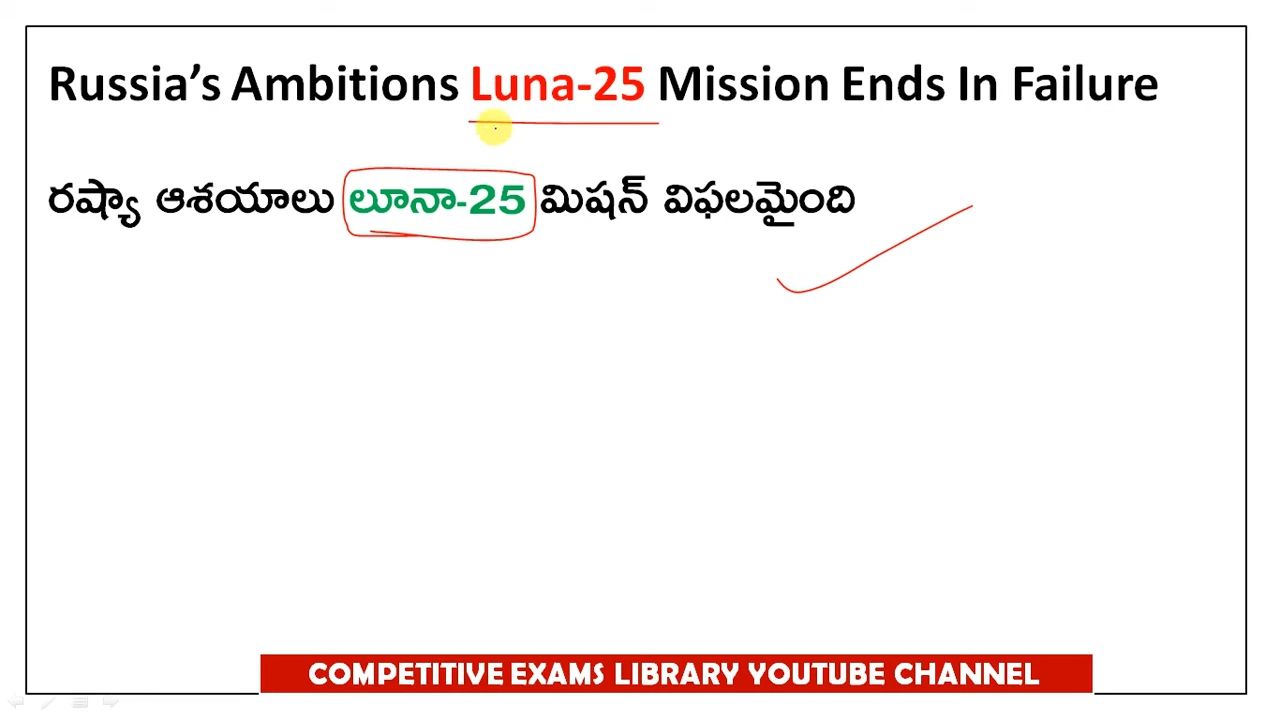 Russia’s Ambitions Luna-25 Mission Ends In Failure
రష్యా ఆశయాలు లూనా-25 మిషన్ విఫలమైంది
COMPETITIVE EXAMS LIBRARY YOUTUBE CHANNEL